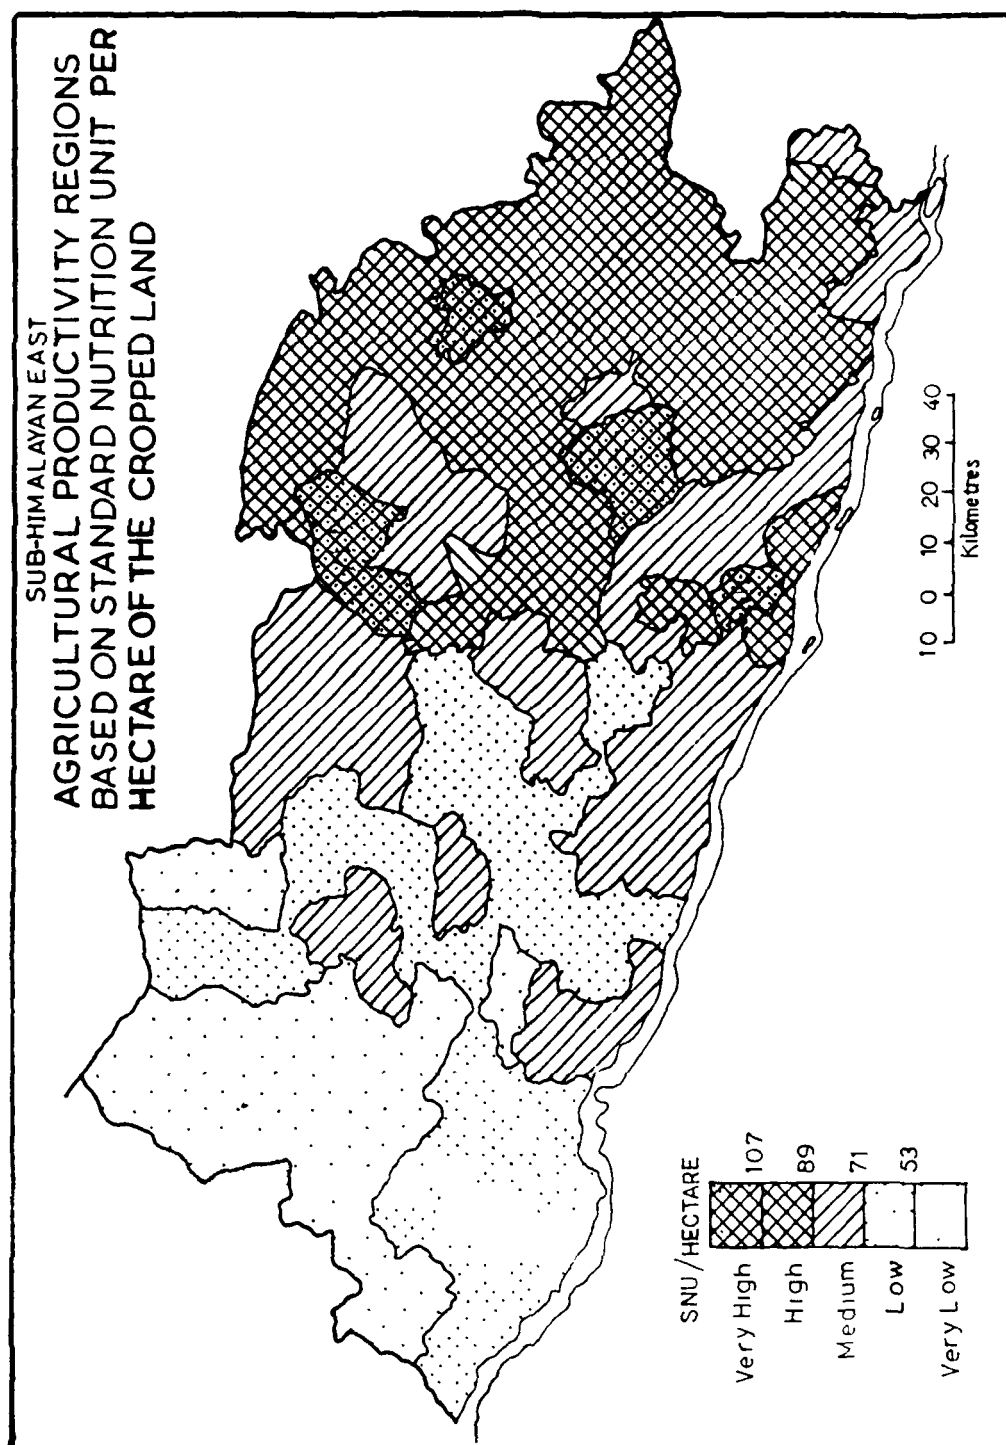 SUB-HIMALAYAN EAST
AGRICULTURAL PRODUCTIVITY REGIONS
BASED ON STANDARD NUTRITION UNIT PER
HECTARE OF THE CROPPED LAND
SNU/HECTARE
Very High
107
High
89
Medium
71
Low
53
Very Low
10 0 10 20 30 40
Kilometres